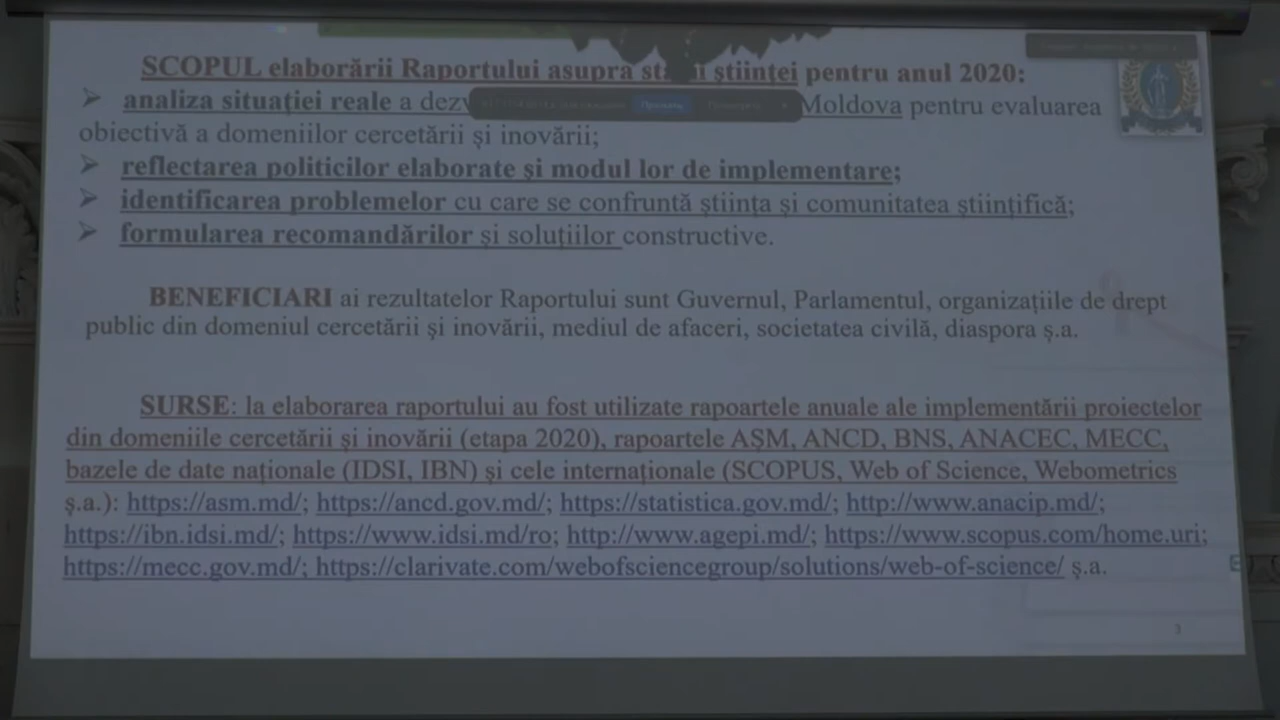 SCOPUL elaborării Raportului asupra științei pentru anul 2020:
➢ analiza situației reale a Moldova pentru evaluarea
obiectivă a domeniilor cercetării și inovării;
➢ reflectarea politicilor elaborate și modul lor de implementare;
➢ identificarea problemelor cu care se confruntă știința și comunitatea științifică;
➢ formularea recomandărilor și soluțiilor constructive.
BENEFICIARI ai rezultatelor Raportului sunt Guvernul, Parlamentul, organizațiile de drept
public din domeniul cercetării și inovării, mediul de afaceri, societatea civilă, diaspora ș.a.
SURSE: la elaborarea raportului au fost utilizate rapoartele anuale ale implementării proiectelor
din domeniile cercetării și inovării (etapa 2020), rapoartele AȘM, ANCD, BNS, ANACEC, MECC,
bazele de date naționale (IDSI, IBN) și cele internaționale (SCOPUS, Web of Science, Webometrics
ș.a.): https://asm.md/; https://ancd.gov.md/; https://statistica.gov.md/; http://www.anacip.md/;
https://ibn.idsi.md/; https://www.idsi.md/ro; http://www.agepi.md/; https://www.scopus.com/home.uri;
https://mecc.gov.md/; https://clarivate.com/webofsciencegroup/solutions/web-of-science/ ș.a.
3